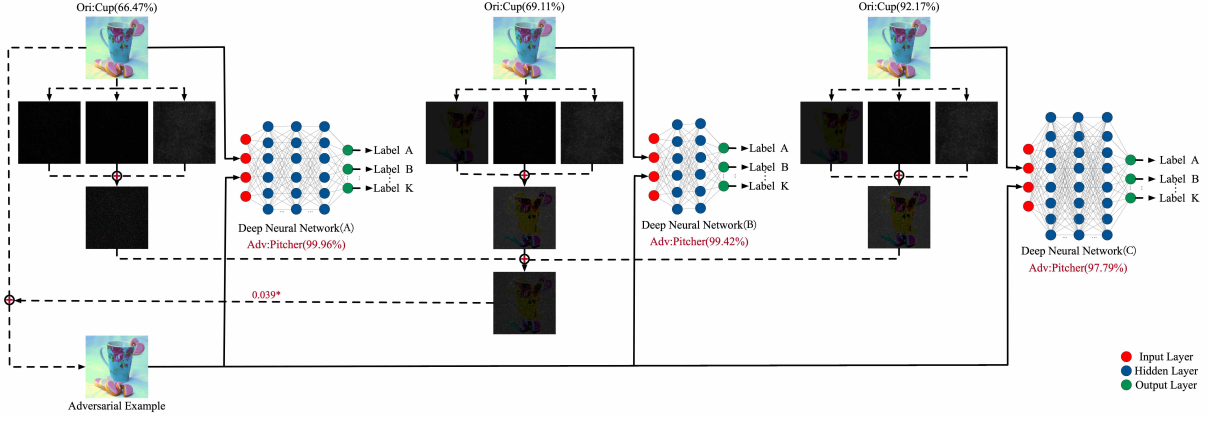 Ori:Cup(66.47%)
Ori:Cup(69.11%)
Ori:Cup(92.17%)
Label A
Label B
Label K
Deep Neural Network(A)
Adv:Pitcher(99.96%)
Label A
Label B
Label K
Deep Neural Network(B)
Adv:Pitcher(99.42%)
Label A
Label B
Label K
Deep Neural Network(C)
Adv:Pitcher(97.79%)
0.039*
Adversarial Example
Input Layer
Hidden Layer
Output Layer